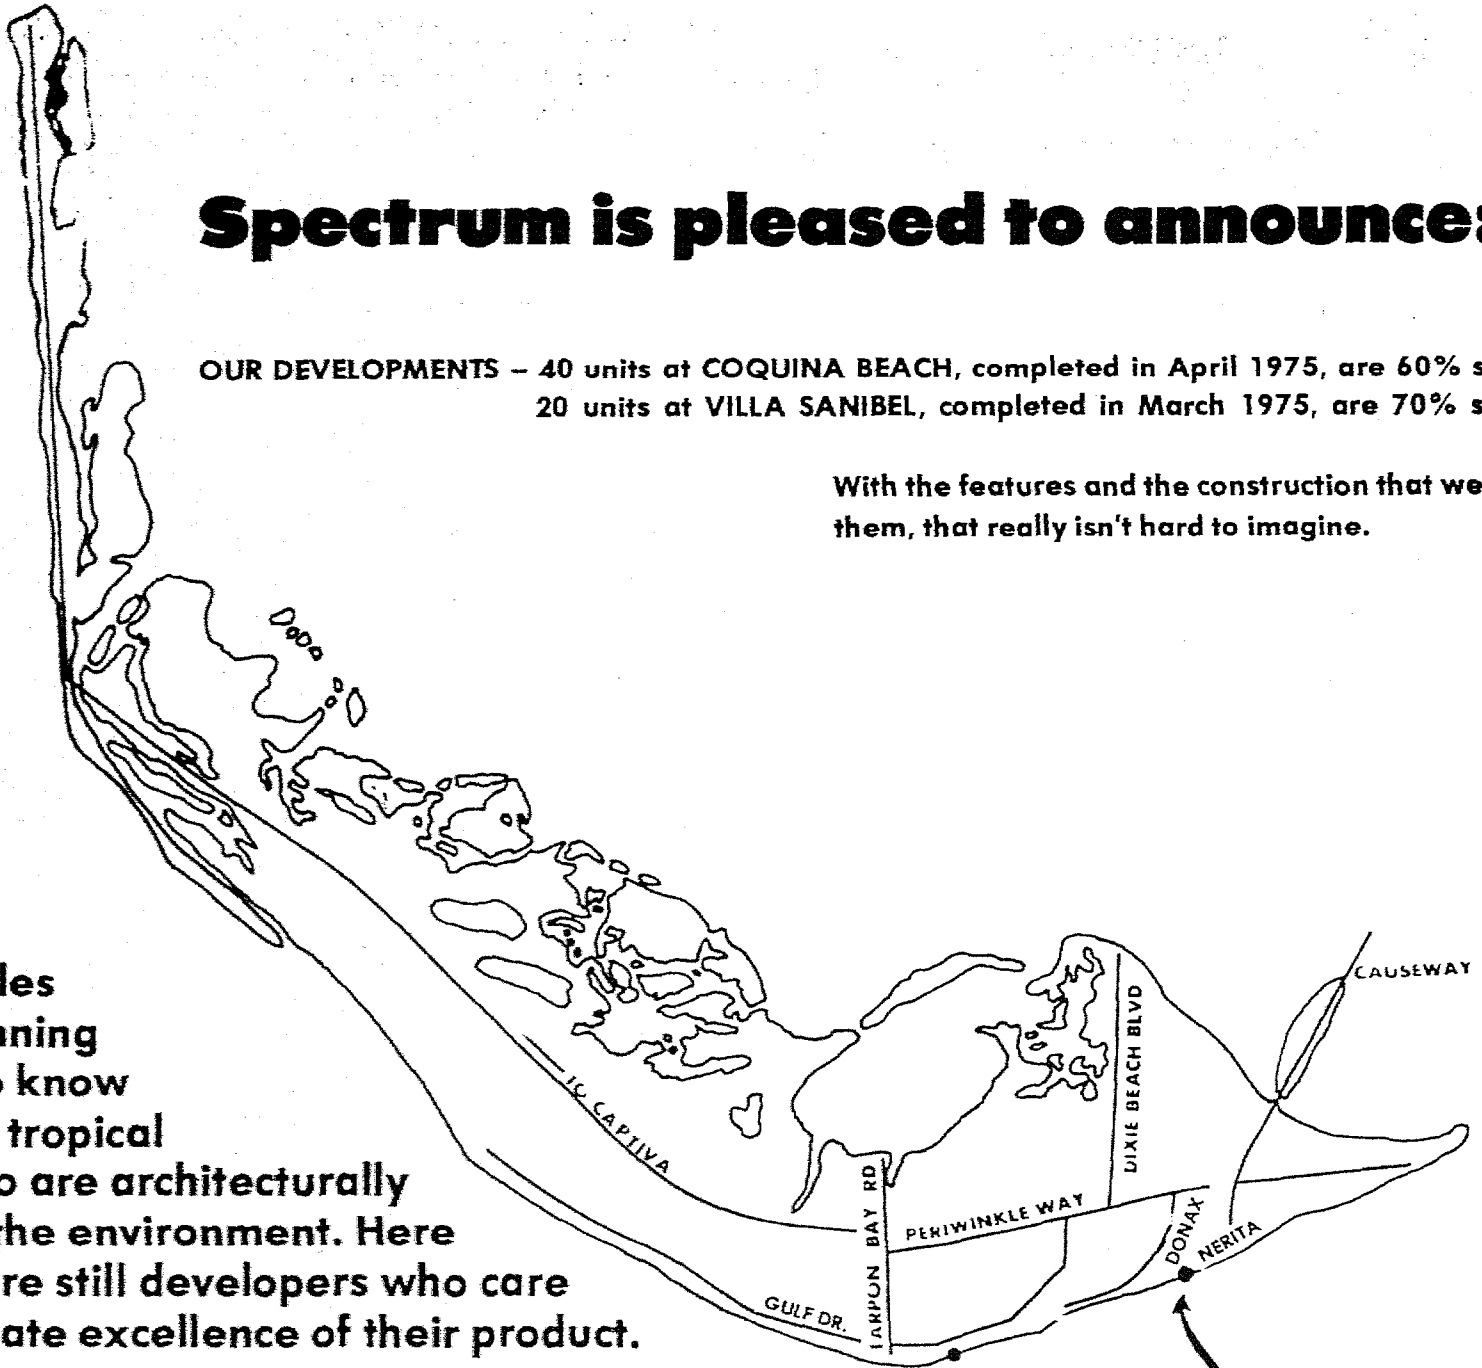 Spectrum is pleased to announce:
OUR DEVELOPMENTS – 40 units at COQUINA BEACH, completed in April 1975, are 60% s
20 units at VILLA SANIBEL, completed in March 1975, are 70% s
With the features and the construction that we
them, that really isn't hard to imagine.
les
nning
o know
tropical
o are architecturally
the environment. Here
re still developers who care
ate excellence of their product.
CAUSEWAY
DIXIE BEACH BLVD
TO CAPTIVA
TARPON BAY RD
PERIWINKLE WAY
DONAX
NERITA
GULF DR.